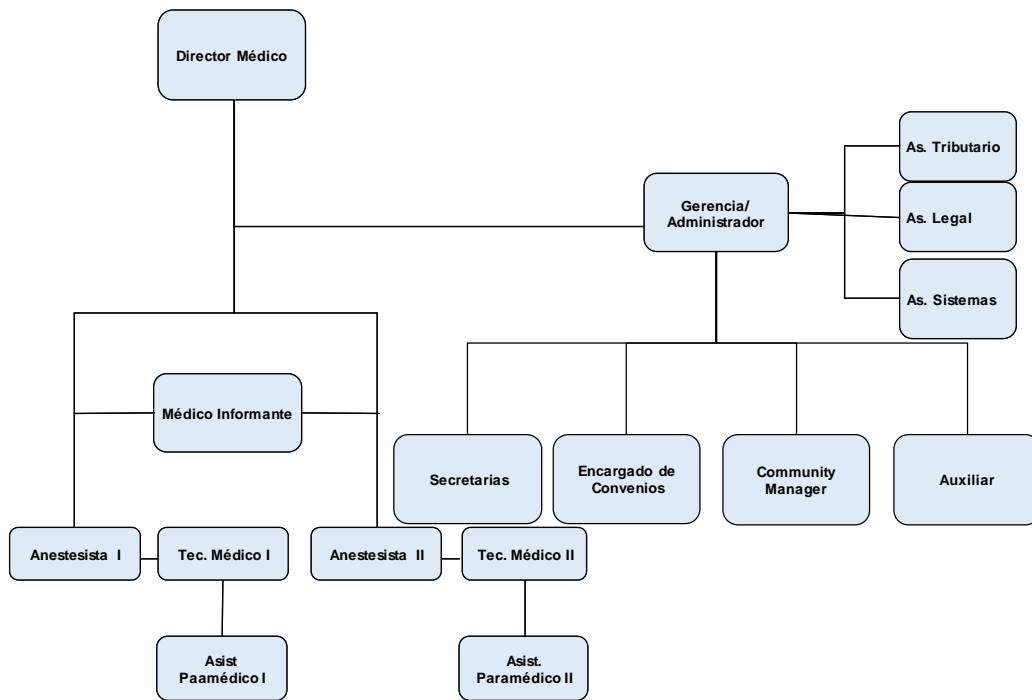 Director Médico
As. Tributario
Gerencia/
Administrador
As. Legal
As. Sistemas
Médico Informante
Secretarias
Encargado de
Convenios
Community
Manager
Auxiliar
Anestesista I
Tec. Médico I
Anestesista II
Tec. Médico II
Asist
Paamédico I
Asist.
Paramédico II